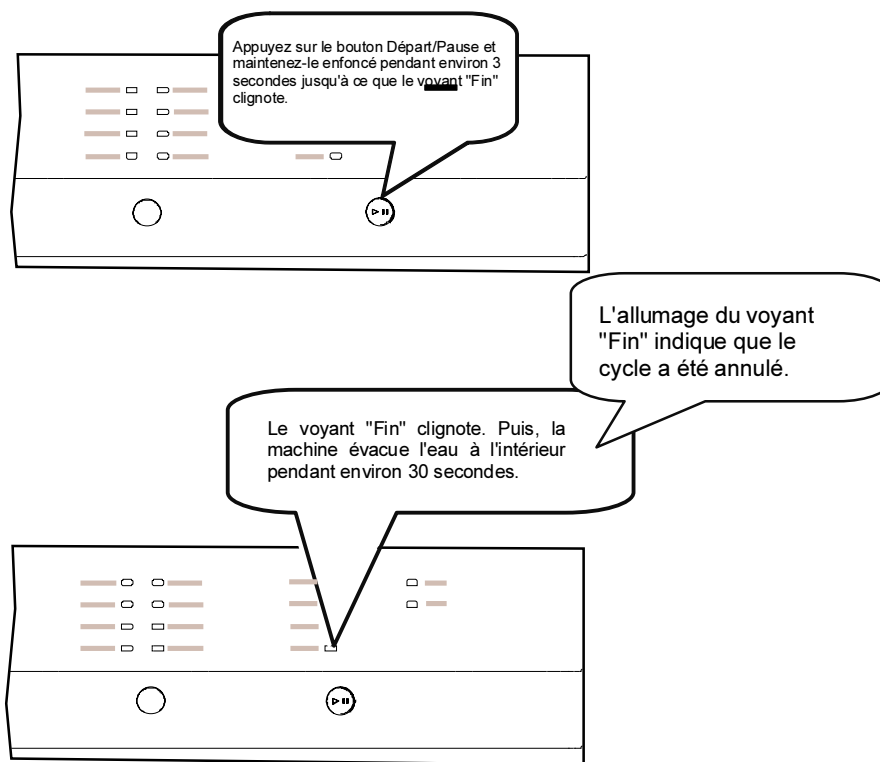 Appuyez sur le bouton Départ/Pause et
maintenez-le enfoncé pendant environ 3
secondes jusqu'à ce que le voyant "Fin"
clignote.
L'allumage du voyant
"Fin" indique que le
cycle a été annulé.
Le voyant "Fin" clignote. Puis, la
machine évacue l'eau à l'intérieur
pendant environ 30 secondes.